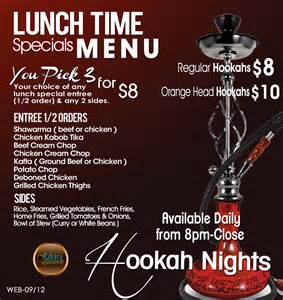 LUNCH TIME
Specials MENU
You Pick 3 for $8
Your choice of any
lunch special entree
(1/2 order) & any 2 sides.
Regular Hookahs $8
Orange Head Hookahs $10
ENTREE 1/2 ORDERS
Shawarma ( beef or chicken )
Chicken Kabob Tika
Beef Cream Chop
Chicken Cream Chop
Kafta ( Ground Beef or Chicken )
Potato Chop
Deboned Chicken
Grilled Chicken Thighs
SIDES
Rice, Steamed Vegetables, French Fries,
Home Fries, Grilled Tomatoes & Onions,
Bowl of Stew (Curry or White Beans )
Available Daily
from 8pm-Close
Hookah Nights
WEB-09/12